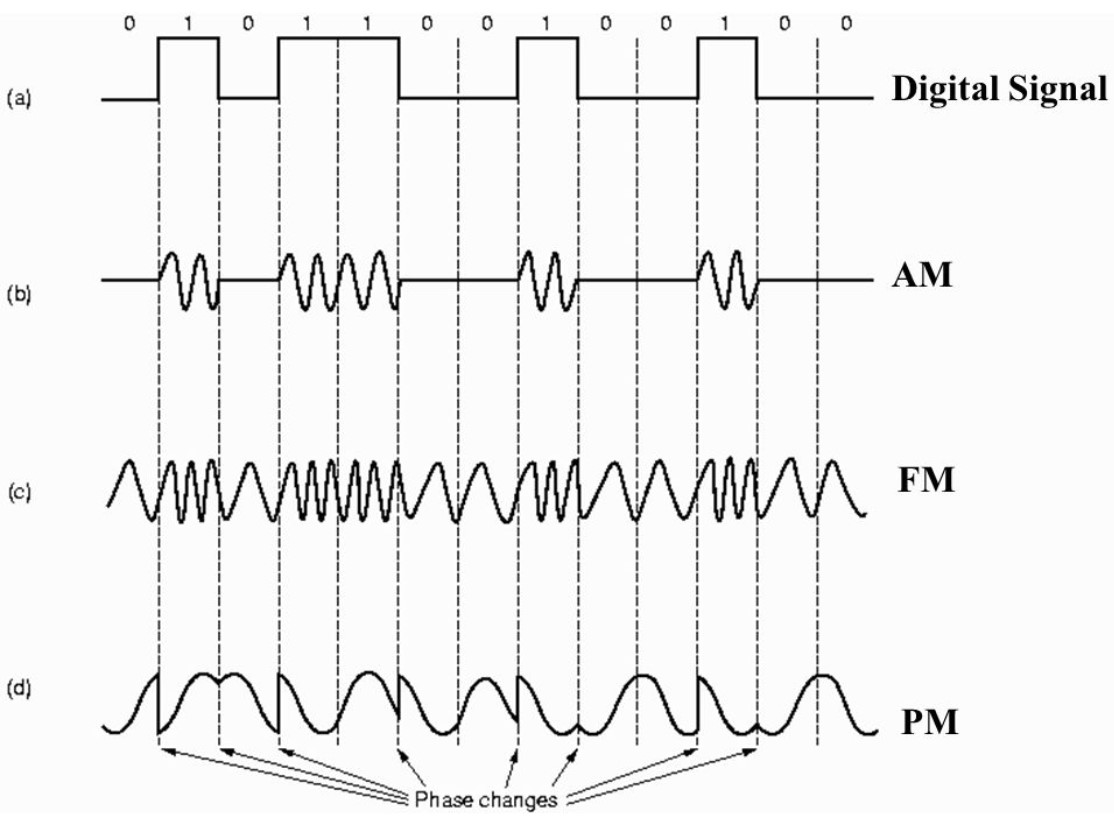 0 1 0 1 1 0 0 1 0 0 1 0 0
(a) Digital Signal
(b) AM
(c) FM
(d) PM
Phase changes